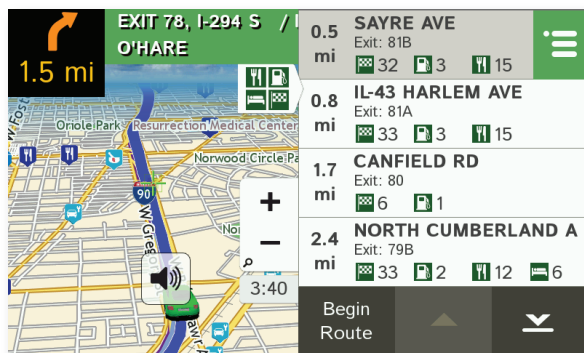 EXIT 78, I-294 S /
O'HARE
1.5 mi
Oriole Park
Resurrection Medical Center
Norwood Circle Pa
90
W Gregor
+
−
3:40
0.5 mi
SAYRE AVE
Exit: 81B
32 3 15
0.8 mi
IL-43 HARLEM AVE
Exit: 81A
33 3 15
1.7 mi
CANFIELD RD
Exit: 80
6 1
2.4 mi
NORTH CUMBERLAND A
Exit: 79B
33 2 12 6
Begin
Route